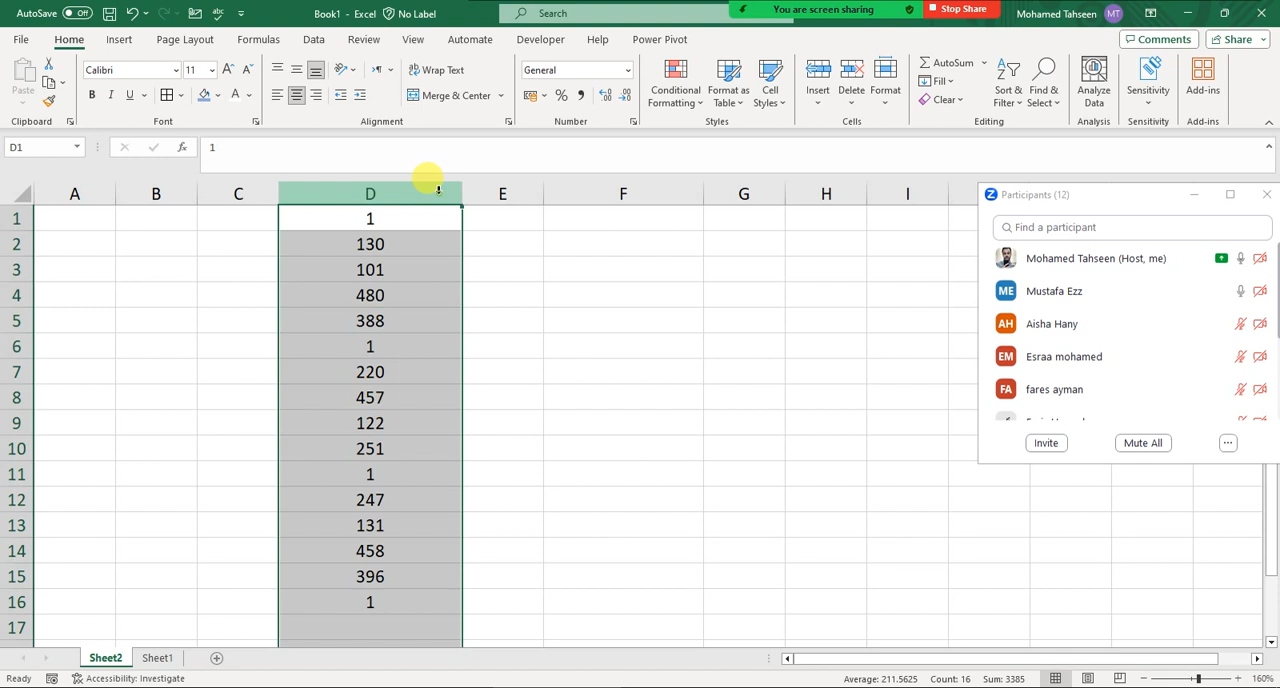 AutoSave Off Book1 - Excel No Label Search You are screen sharing Stop Share Mohamed Tahseen MT
File Home Insert Page Layout Formulas Data Review View Automate Developer Help Power Pivot Comments Share
Paste Calibri 11 A^ A˅ Wrap Text General Conditional Formatting Format as Table Cell Styles Insert Delete Format AutoSum Fill Clear Sort & Filter Find & Select Analyze Data Sensitivity Add-ins
B I U A Merge & Center % 9
Clipboard Font Alignment Number Styles Cells Editing Analysis Sensitivity Add-ins
D1 fx 1
A B C D E F G H I
1 1
2 130
3 101
4 480
5 388
6 1
7 220
8 457
9 122
10 251
11 1
12 247
13 131
14 458
15 396
16 1
17
Participants (12)
Find a participant
Mohamed Tahseen (Host, me)
ME Mustafa Ezz
AH Aisha Hany
EM Esraa mohamed
FA fares ayman
Invite Mute All ...
Sheet2 Sheet1
Ready Accessibility: Investigate Average: 211.5625 Count: 16 Sum: 3385 160%